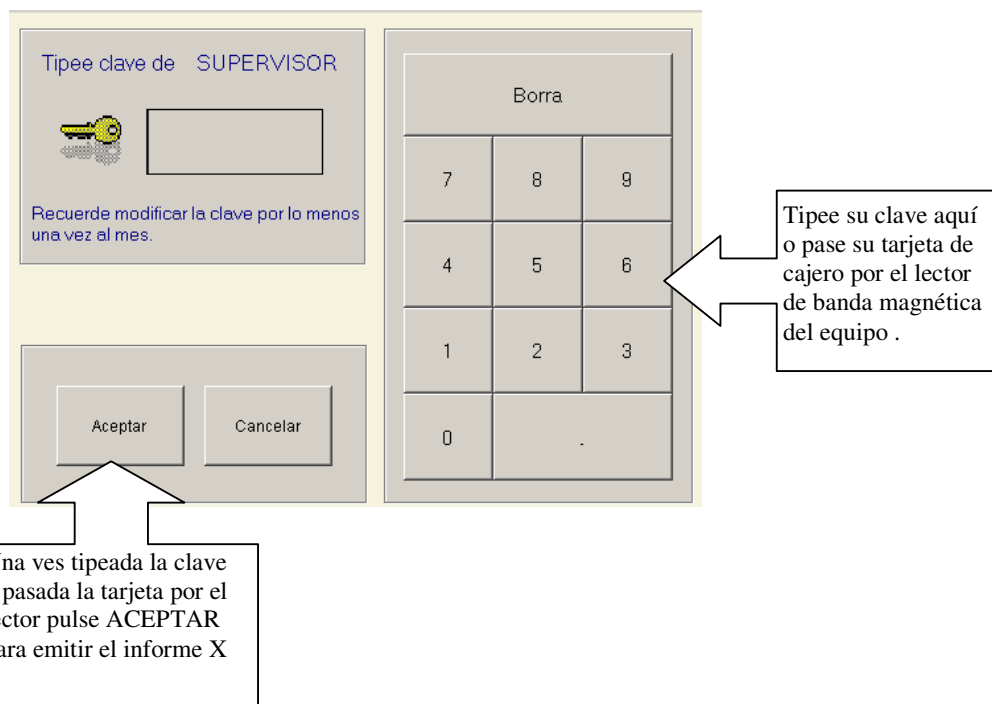 Tipee clave de SUPERVISOR
Recuerde modificar la clave por lo menos
una vez al mes.
Aceptar
Cancelar
Borra
7 8 9
4 5 6
1 2 3
0 .
Tipee su clave aquí
o pase su tarjeta de
cajero por el lector
de banda magnética
del equipo .
ves tipeada la clave
pasada la tarjeta por el
pulse ACEPTAR
emitir el informe X